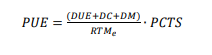 PUE = (DUE+DC+DM) / RTMe · PCTS